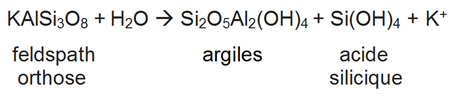 KAlSi₃O₈ + H₂O → Si₂O₅Al₂(OH)₄ + Si(OH)₄ + K⁺
feldspath argiles acide
orthose silicique